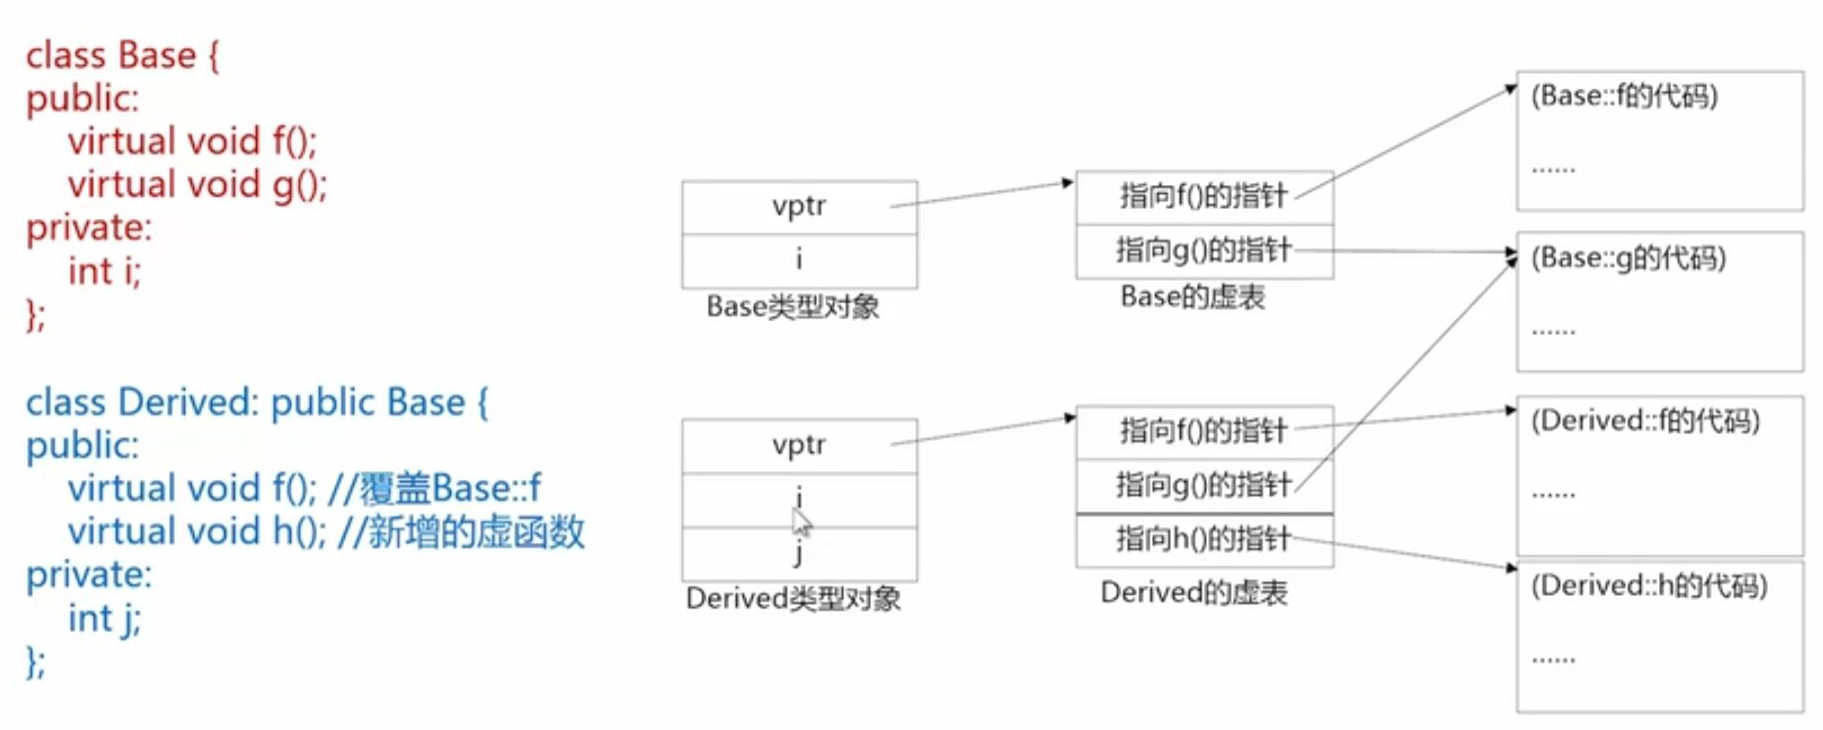 class Base {
public:
virtual void f();
virtual void g();
private:
int i;
};
class Derived: public Base {
public:
virtual void f(); //覆盖Base::f
virtual void h(); //新增的虚函数
private:
int j;
};
vptr
i
Base类型对象
指向f()的指针
指向g()的指针
Base的虚表
(Base::f的代码)
......
(Base::g的代码)
......
vptr
i
j
Derived类型对象
指向f()的指针
指向g()的指针
指向h()的指针
Derived的虚表
(Derived::f的代码)
......
(Derived::h的代码)
......